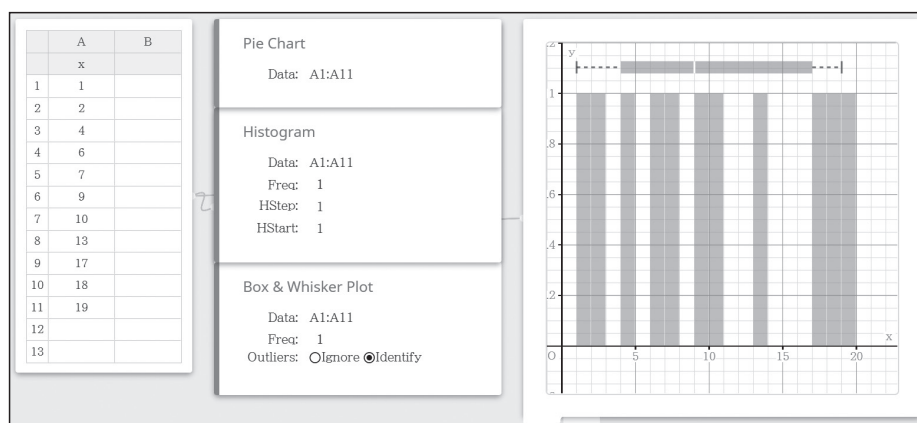 A B
x
1 1
2 2
3 4
4 6
5 7
6 9
7 10
8 13
9 17
10 18
11 19
12
13
Pie Chart
Data: A1:A11
Histogram
Data: A1:A11
Freq: 1
HStep: 1
HStart: 1
Box & Whisker Plot
Data: A1:A11
Freq: 1
Outliers: Ignore Identify
y
1
.8
.6
.4
.2
O 5 10 15 20
x